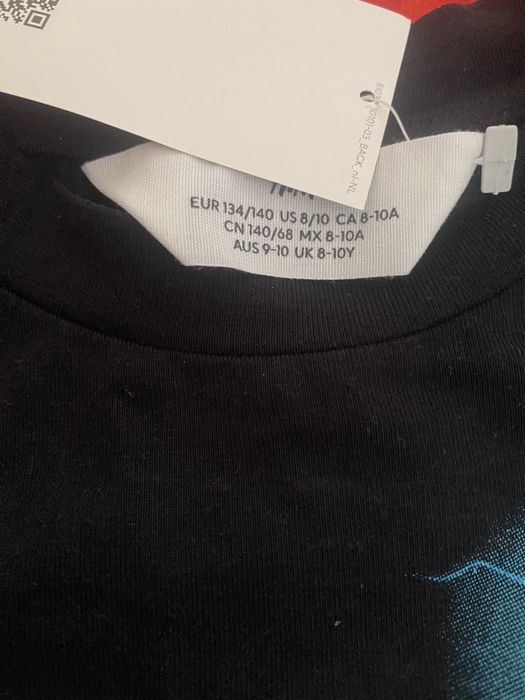 EUR 134/140 US 8/10 CA 8-10A
CN 140/68 MX 8-10A
AUS 9-10 UK 8-10Y